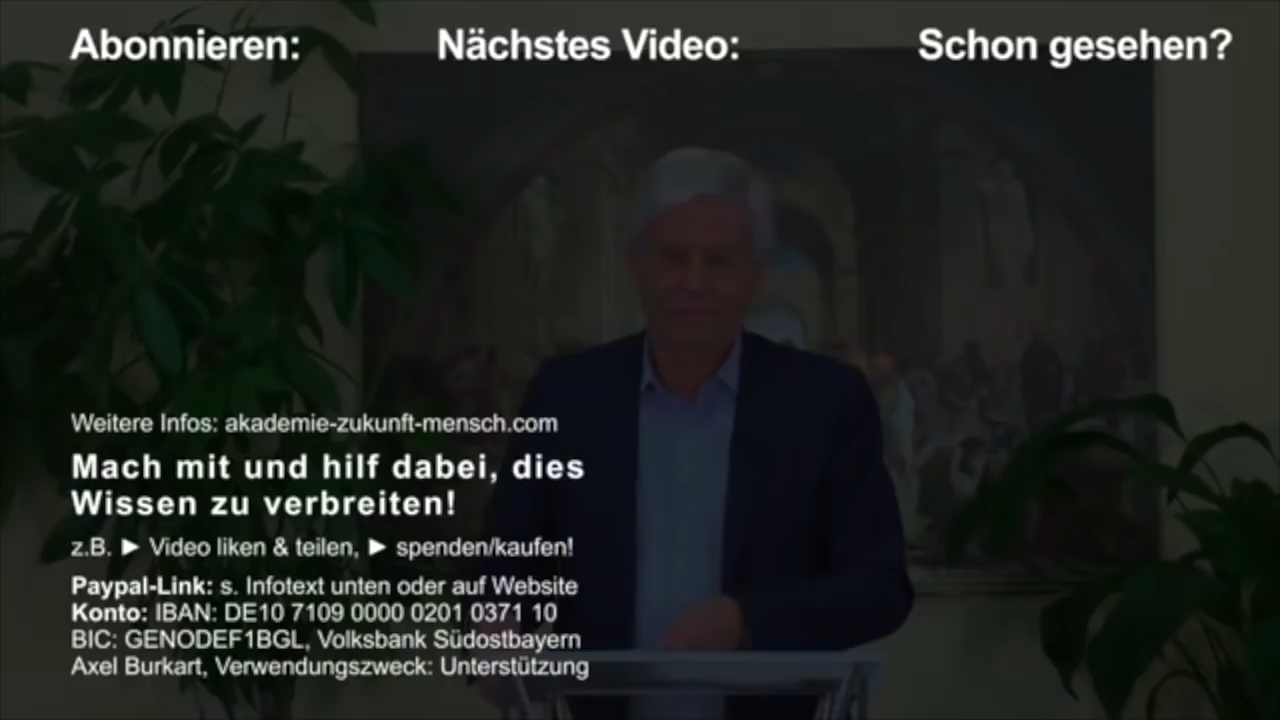 Abonnieren:
Nächstes Video:
Schon gesehen?
Weitere Infos: akademie-zukunft-mensch.com
Mach mit und hilf dabei, dies
Wissen zu verbreiten!
z.B. ► Video liken & teilen, ► spenden/kaufen!
Paypal-Link: s. Infotext unten oder auf Website
Konto: IBAN: DE10 7109 0000 0201 0371 10
BIC: GENODEF1BGL, Volksbank Südostbayern
Axel Burkart, Verwendungszweck: Unterstützung